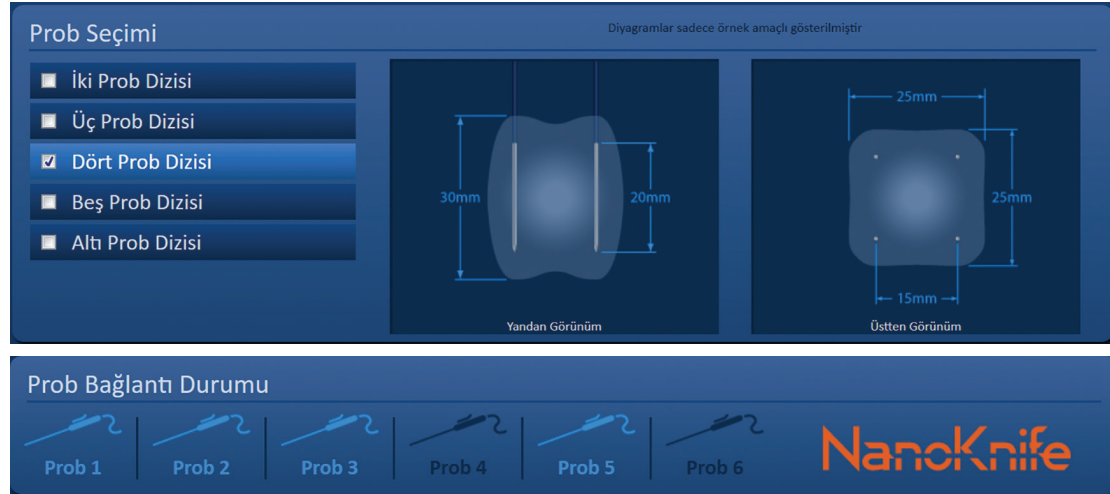 Prob Seçimi
Diyagramlar sadece örnek amaçlı gösterilmiştir
İki Prob Dizisi
Üç Prob Dizisi
Dört Prob Dizisi
Beş Prob Dizisi
Altı Prob Dizisi
30mm
20mm
Yandan Görünüm
25mm
25mm
15mm
Üstten Görünüm
Prob Bağlantı Durumu
Prob 1
Prob 2
Prob 3
Prob 4
Prob 5
Prob 6
NanoKnife